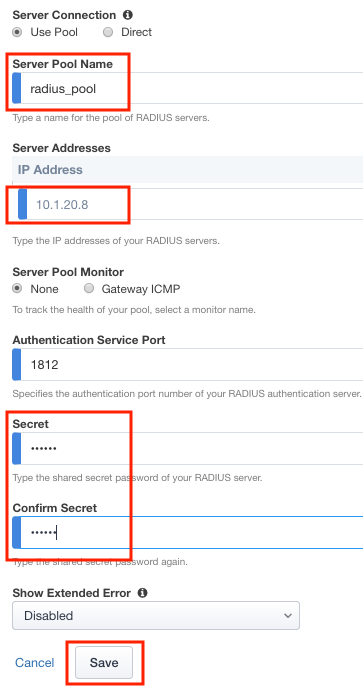 Server Connection
Use Pool Direct
Server Pool Name
radius_pool
Type a name for the pool of RADIUS servers.
Server Addresses
IP Address
10.1.20.8
Type the IP addresses of your RADIUS servers.
Server Pool Monitor
None Gateway ICMP
To track the health of your pool, select a monitor name.
Authentication Service Port
1812
Specifies the authentication port number of your RADIUS authentication server.
Secret
••••••
Type the shared secret password of your RADIUS server.
Confirm Secret
••••••
Type the shared secret password again.
Show Extended Error
Disabled
Cancel Save